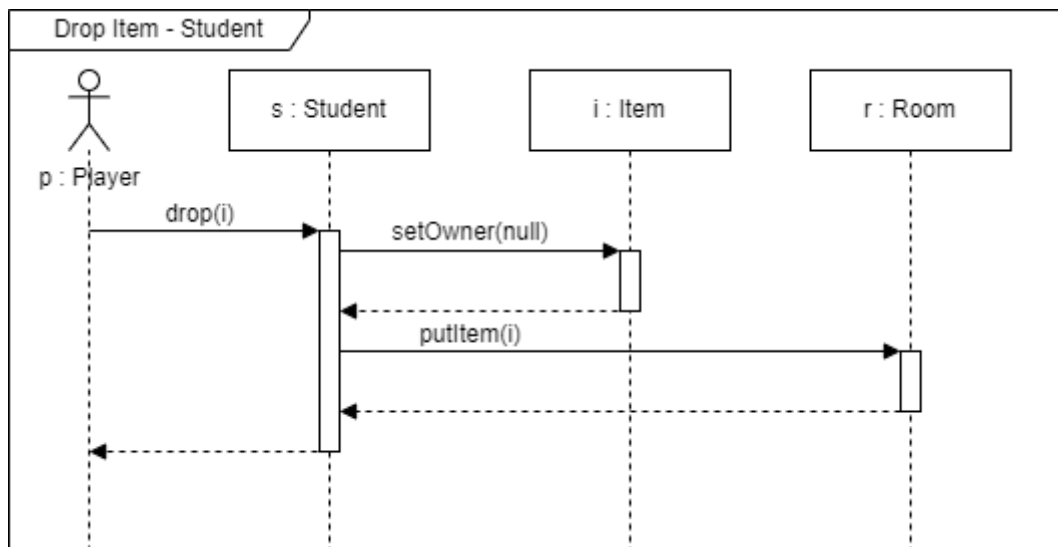 Drop Item - Student
s : Student
i : Item
r : Room
p : Player
drop(i)
setOwner(null)
putItem(i)